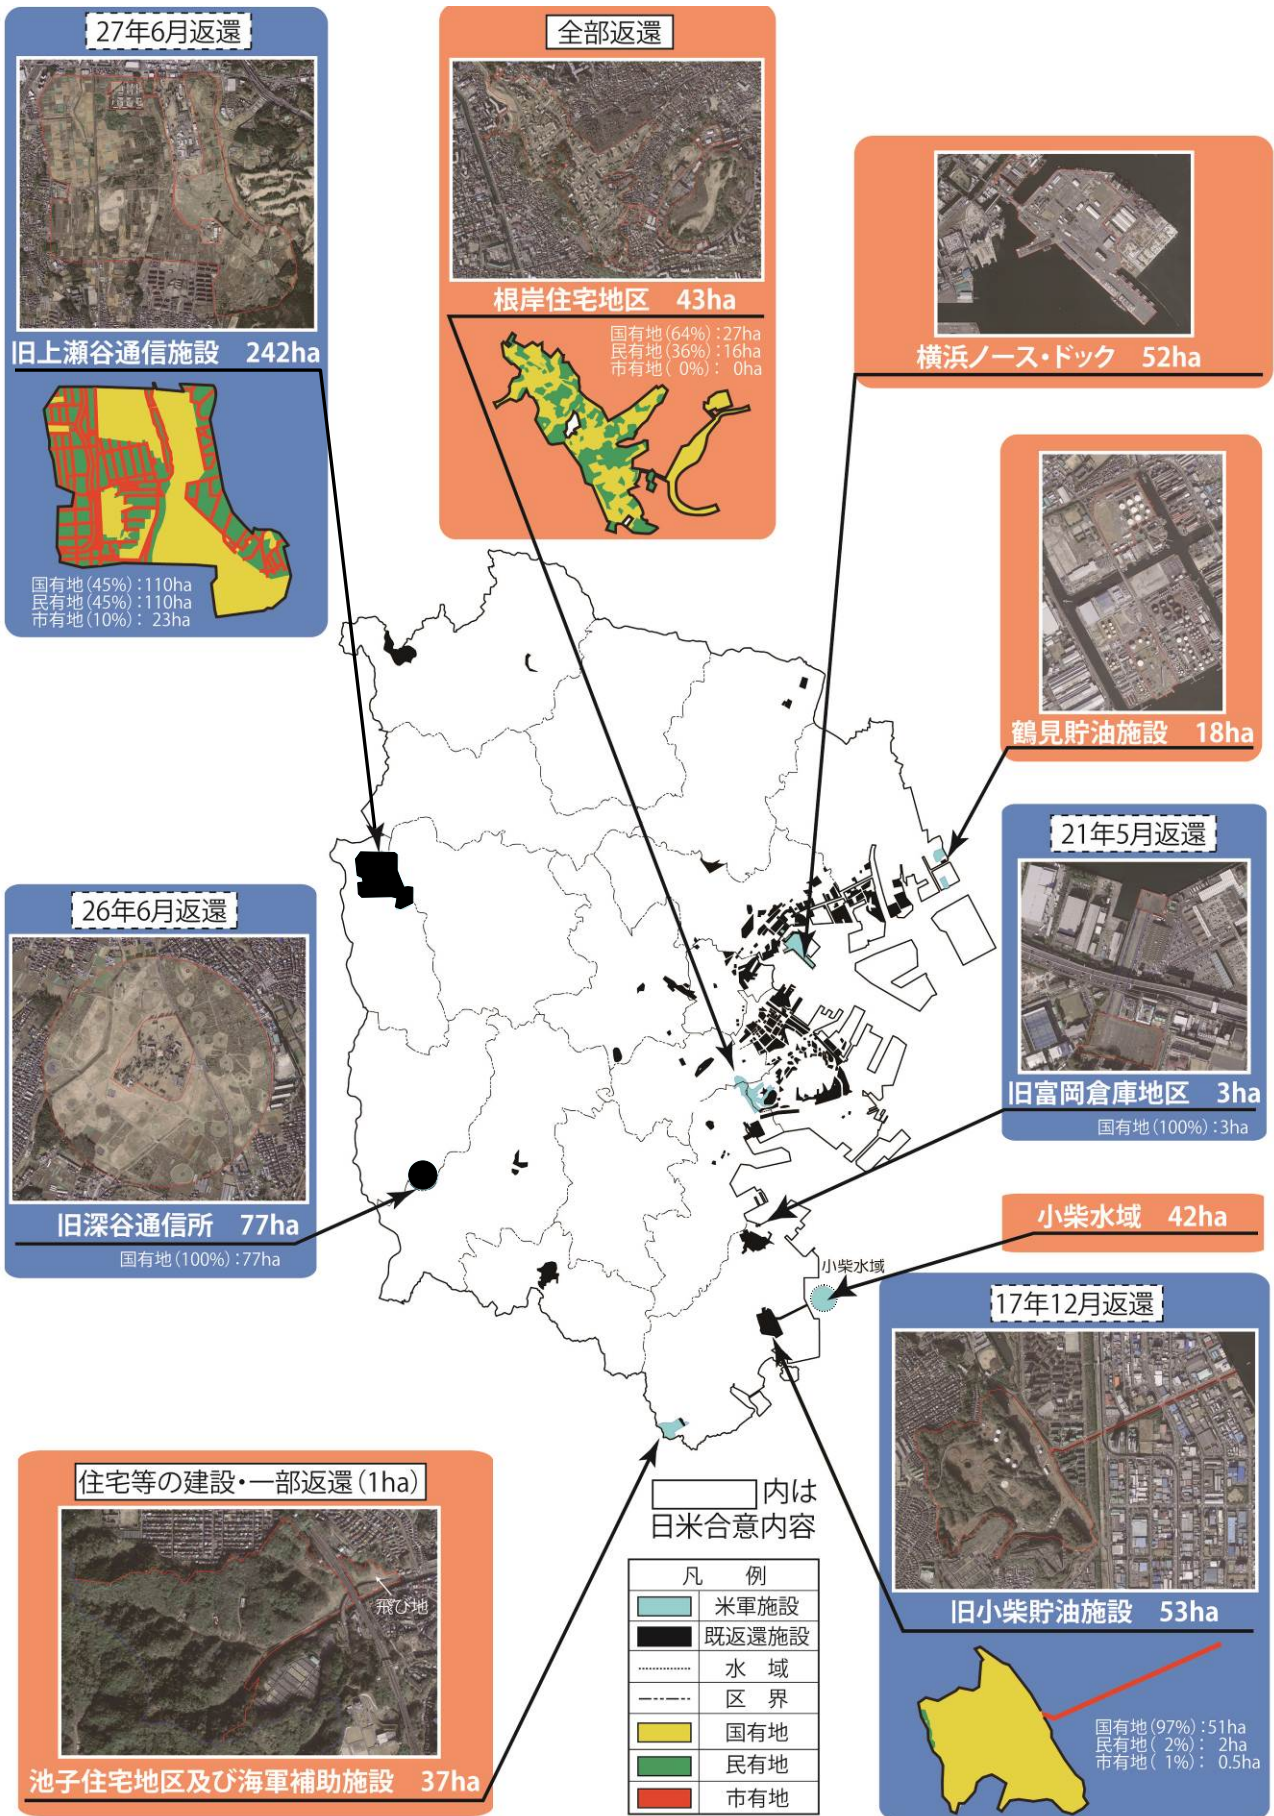 27年6月返還
旧上瀬谷通信施設 242ha
国有地(45%):110ha
民有地(45%):110ha
市有地(10%): 23ha
全部返還
根岸住宅地区 43ha
国有地(64%):27ha
民有地(36%):16ha
市有地( 0%): 0ha
横浜ノース・ドック 52ha
鶴見貯油施設 18ha
21年5月返還
旧富岡倉庫地区 3ha
国有地(100%):3ha
26年6月返還
旧深谷通信所 77ha
国有地(100%):77ha
小柴水域 42ha
小柴水域
17年12月返還
旧小柴貯油施設 53ha
国有地(97%):51ha
民有地( 2%): 2ha
市有地( 1%): 0.5ha
住宅等の建設・一部返還(1ha)
飛び地
池子住宅地区及び海軍補助施設 37ha
内は
日米合意内容
凡 例
米軍施設
既返還施設
水 域
区 界
国有地
民有地
市有地